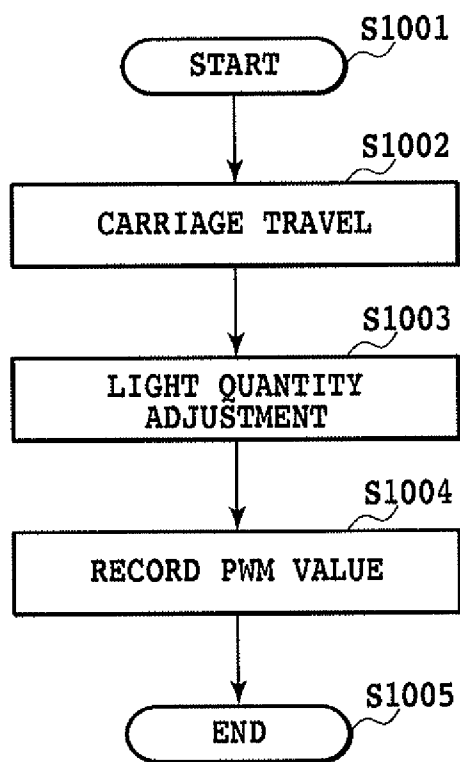 S1001
START
S1002
CARRIAGE TRAVEL
S1003
LIGHT QUANTITY
ADJUSTMENT
S1004
RECORD PWM VALUE
S1005
END